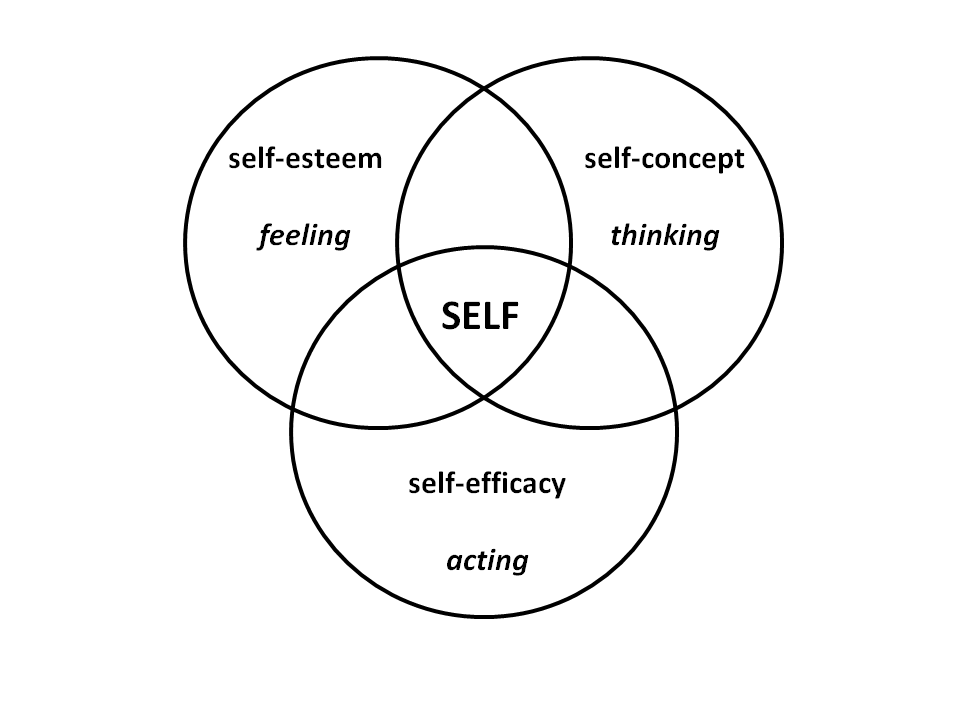 self-esteem
feeling
self-concept
thinking
SELF
self-efficacy
acting